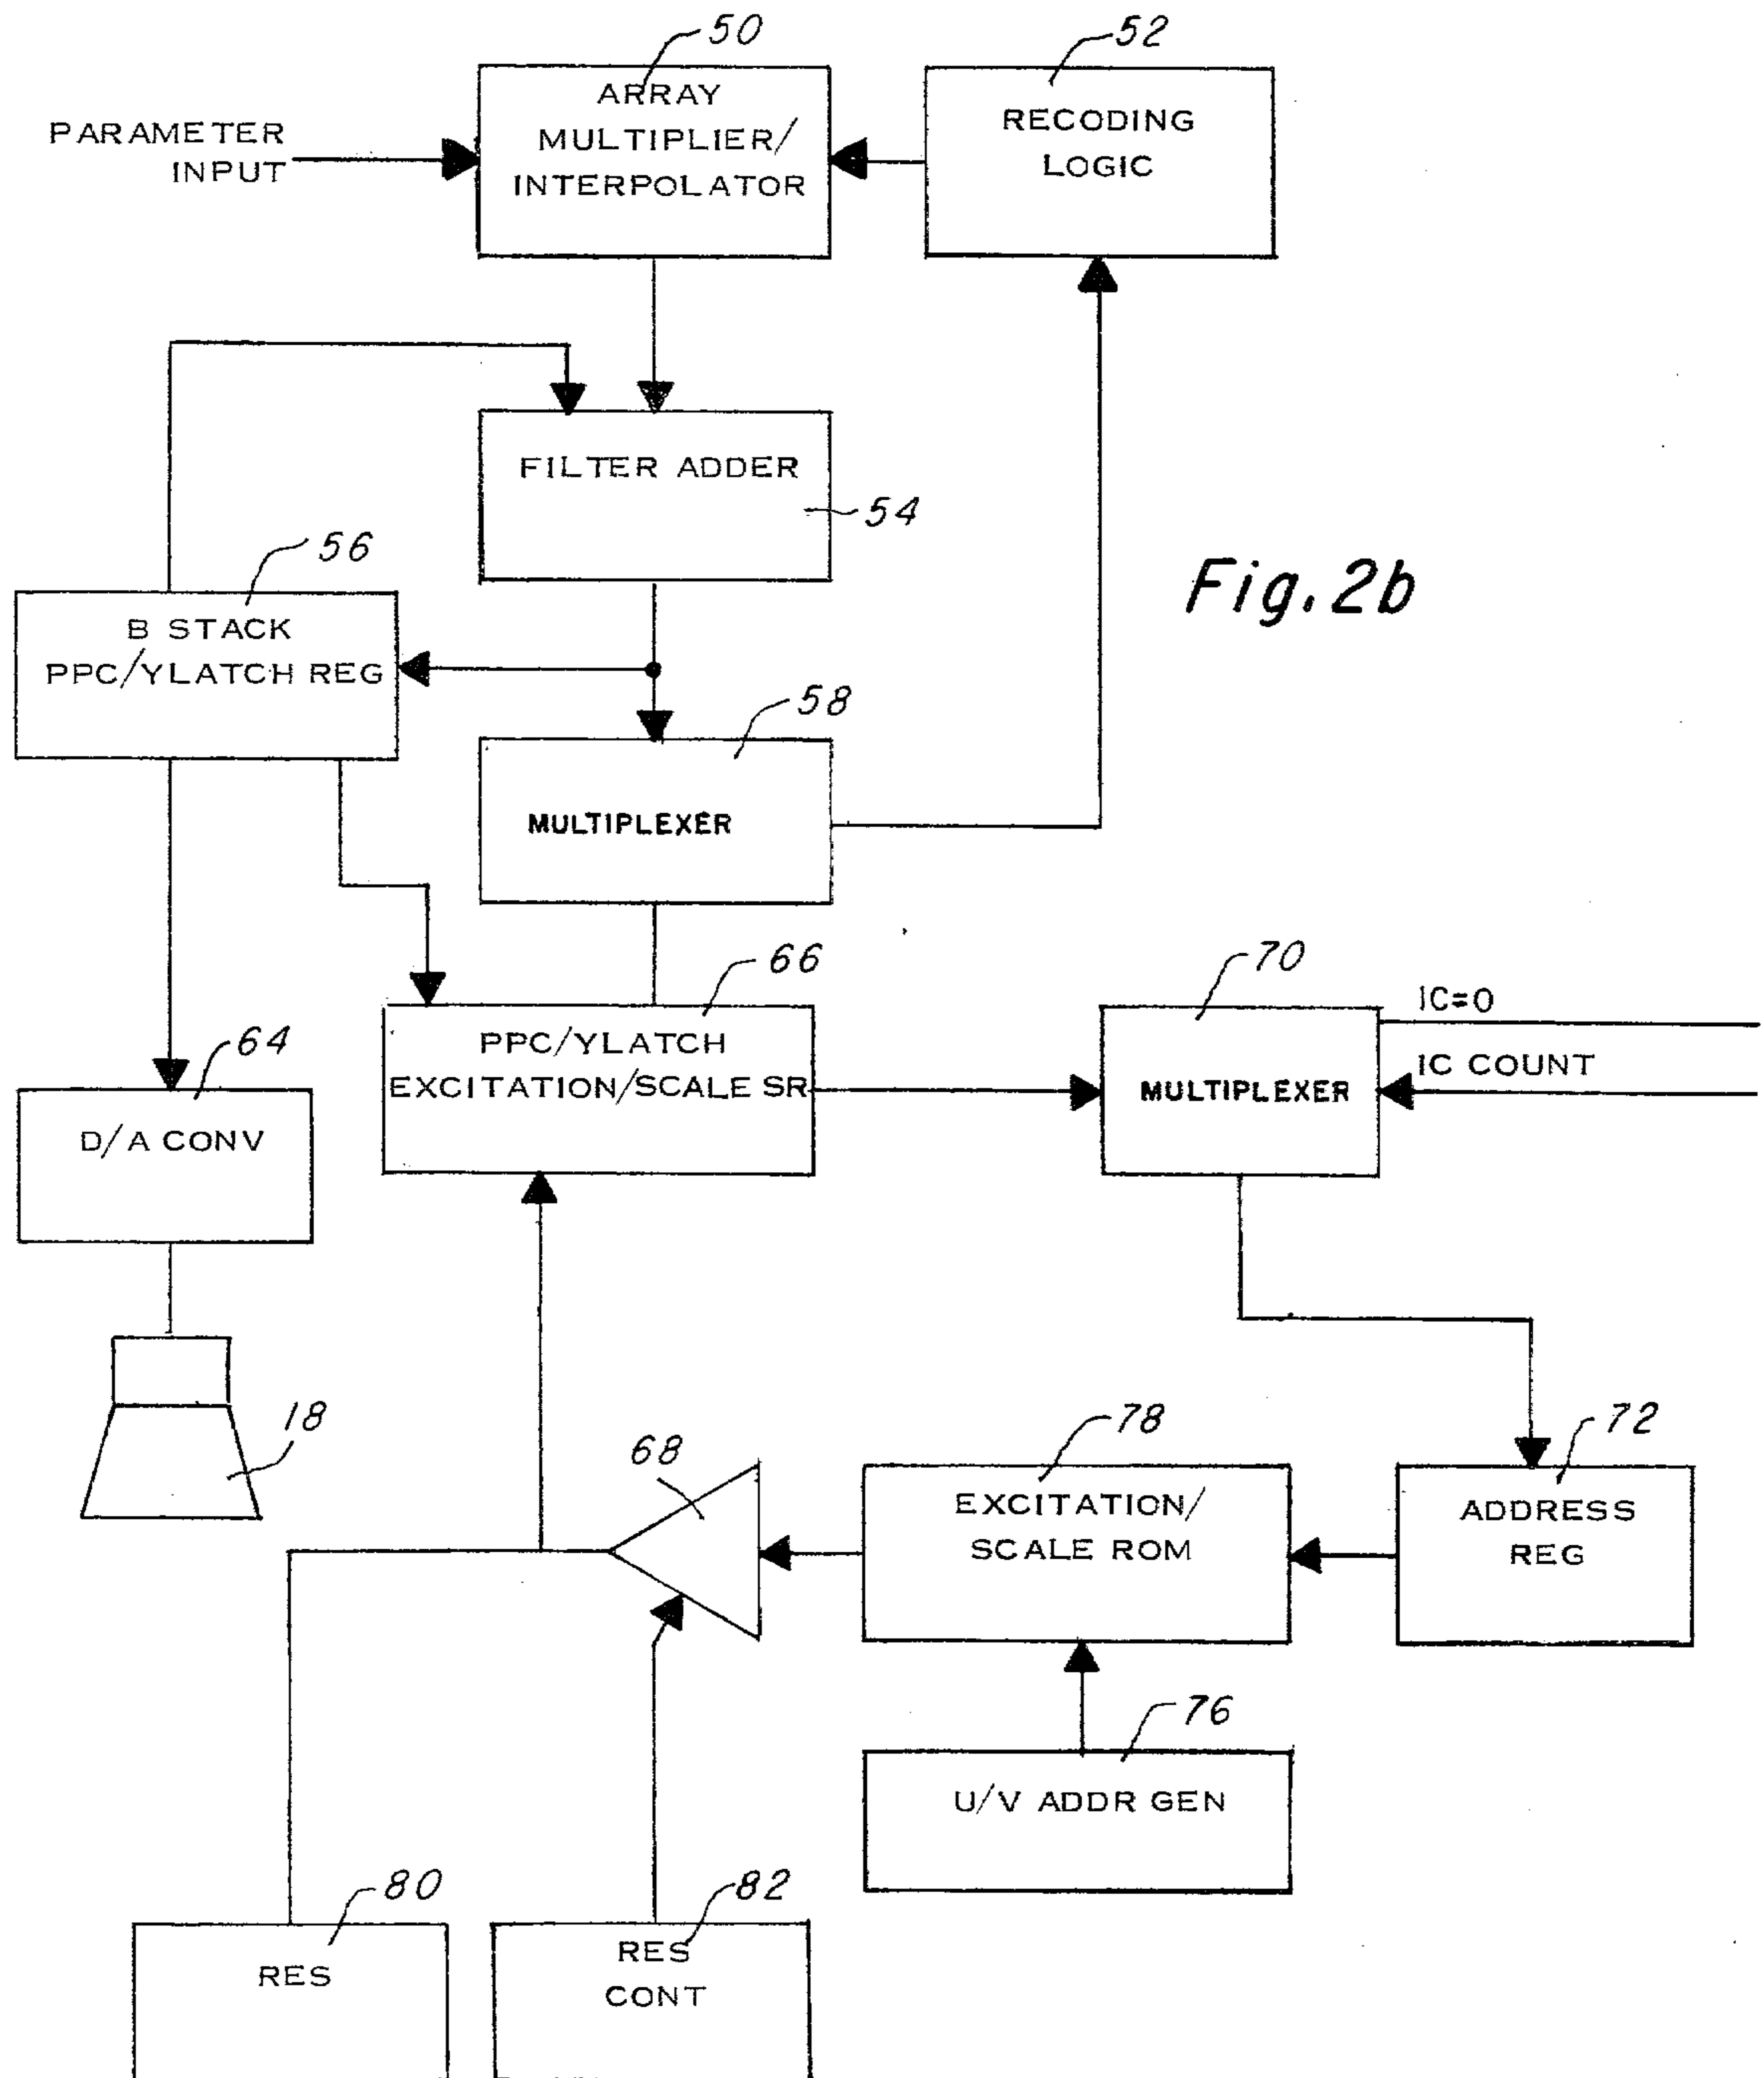 50
52
ARRAY
MULTIPLIER/
INTERPOLATOR
RECODING
LOGIC
PARAMETER
INPUT
FILTER ADDER
54
56
B STACK
PPC/YLATCH REG
Fig. 2b
58
MULTIPLEXER
66
70
PPC/YLATCH
EXCITATION/SCALE SR
IC=0
IC COUNT
MULTIPLEXER
64
D/A CONV
18
68
78
72
EXCITATION/
SCALE ROM
ADDRESS
REG
76
U/V ADDR GEN
80
82
RES
RES
CONT